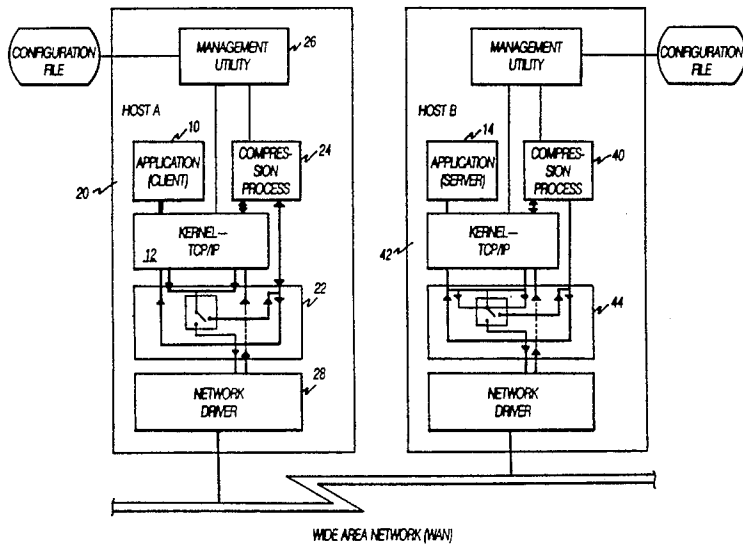 CONFIGURATION
FILE
MANAGEMENT
UTILITY
26
HOST A
10
APPLICATION
(CLIENT)
COMPRES-
SION
PROCESS
24
20
KERNEL—
TCP/IP
12
22
28
NETWORK
DRIVER
MANAGEMENT
UTILITY
CONFIGURATION
FILE
HOST B
14
APPLICATION
(SERVER)
COMPRES-
SION
PROCESS
40
KERNEL—
TCP/IP
42
44
NETWORK
DRIVER
WIDE AREA NETWORK (WAN)